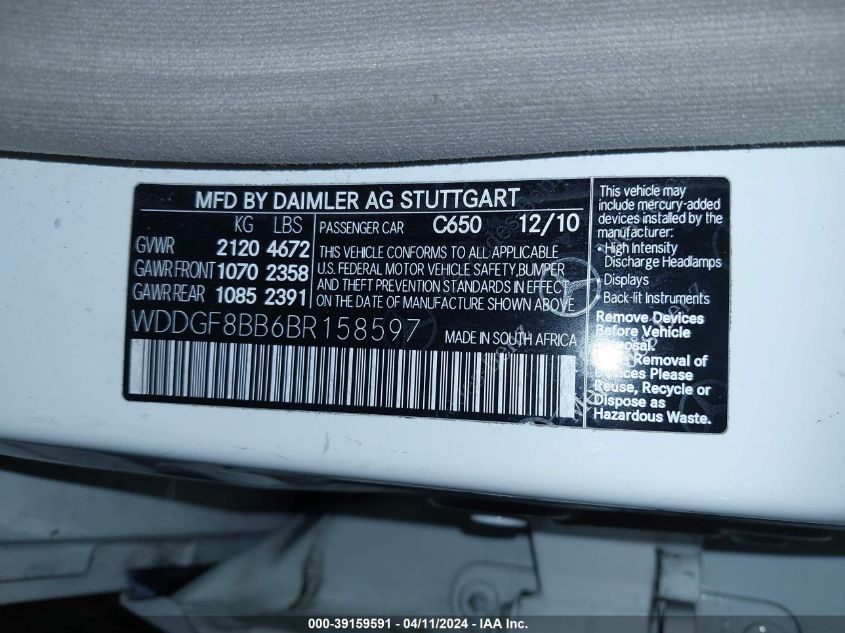 MFD BY DAIMLER AG STUTTGART
KG LBS
GVWR 2120 4672
GAWR FRONT 1070 2358
GAWR REAR 1085 2391
PASSENGER CAR C650 12/10
THIS VEHICLE CONFORMS TO ALL APPLICABLE
U.S. FEDERAL MOTOR VEHICLE SAFETY,BUMPER
AND THEFT PREVENTION STANDARDS IN EFFECT
ON THE DATE OF MANUFACTURE SHOWN ABOVE
WDDGF8BB6BR158597 MADE IN SOUTH AFRICA
This vehicle may
include mercury-added
devices installed by the
manufacturer:
• High Intensity
Discharge Headlamps
• Displays
• Back-lit Instruments
Remove Devices
Before Vehicle
Disposal.
Removal of
Devices Please
Reuse, Recycle or
Dispose as
Hazardous Waste.
000-39159591 - 04/11/2024 - IAA Inc.